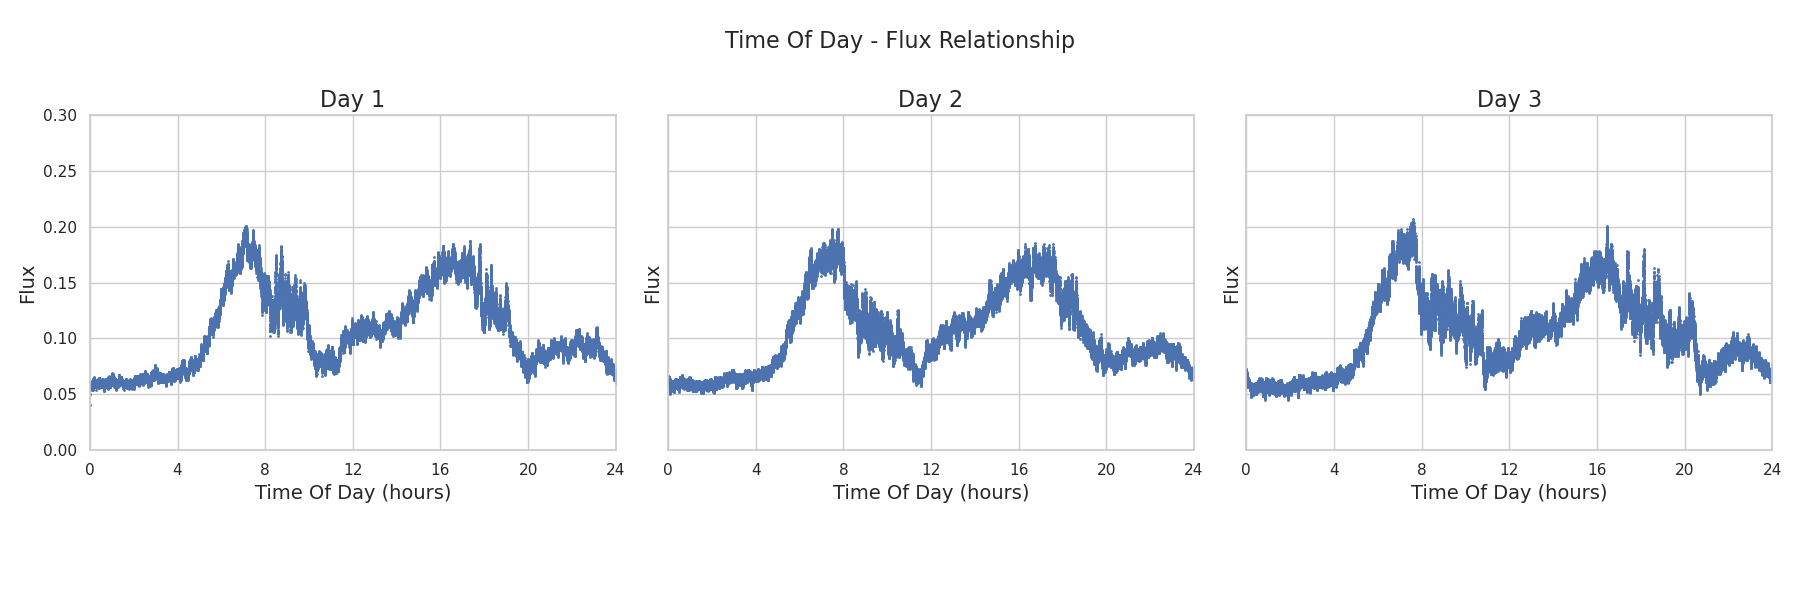 Time Of Day - Flux Relationship
Day 1
Day 2
Day 3
0.30
0.25
0.20
0.15
0.10
0.05
0.00
Flux
Flux
Flux
0 4 8 12 16 20 24
0 4 8 12 16 20 24
0 4 8 12 16 20 24
Time Of Day (hours)
Time Of Day (hours)
Time Of Day (hours)